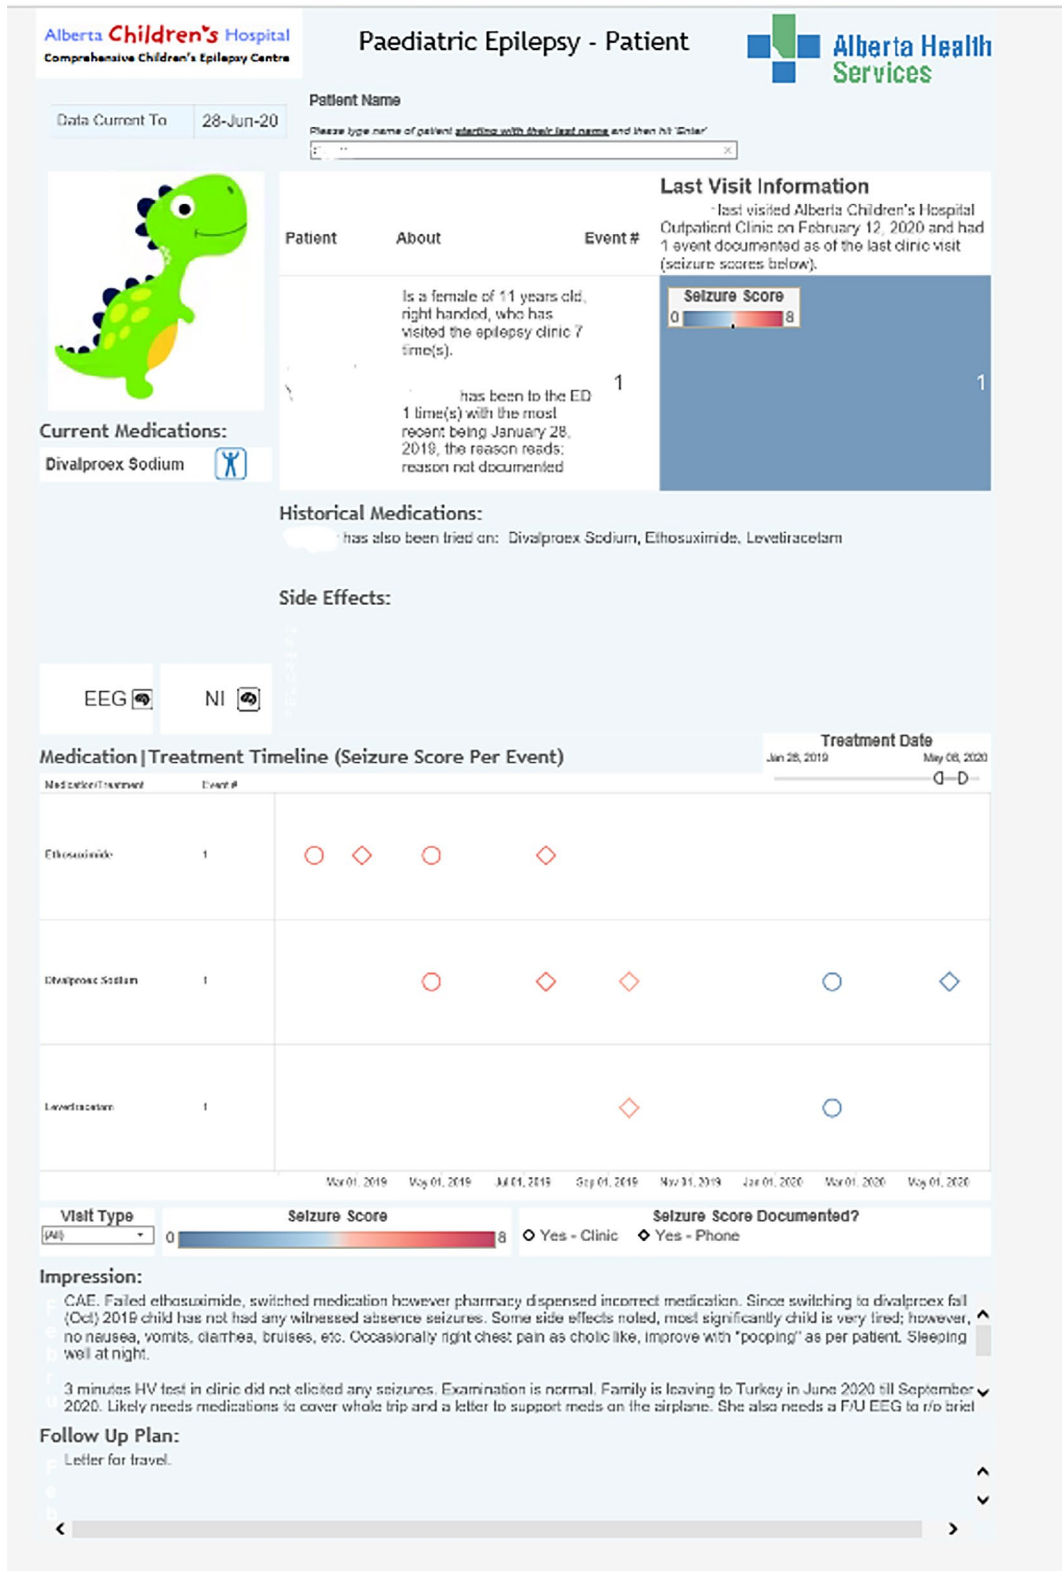 Alberta Children's Hospital
Comprehensive Children's Epilepsy Centre
Paediatric Epilepsy - Patient
Alberta Health
Services
Data Current To 28-Jun-20
Patient Name
Please type name of patient starting with their last name and then hit 'Enter'
Patient About Event #
Is a female of 11 years old,
right handed, who has
visited the epilepsy clinic 7
time(s).
has been to the ED
1 time(s) with the most
recent being January 28,
2019, the reason reads:
reason not documented
1
Last Visit Information
last visited Alberta Children's Hospital
Outpatient Clinic on February 12, 2020 and had
1 event documented as of the last clinic visit
(seizure scores below).
Seizure Score
0 8
1
Current Medications:
Divalproex Sodium
Historical Medications:
has also been tried on: Divalproex Sodium, Ethosuximide, Levetiracetam
Side Effects:
EEG NI
Medication|Treatment Timeline (Seizure Score Per Event)
Treatment Date
Jan 28, 2019 May 08, 2020
Medication/Treatment Event #
Ethosuximide 1
Divalproex Sodium 1
Levetiracetam 1
Mar 01, 2019 May 01, 2019 Jul 01, 2019 Sep 01, 2019 Nov 01, 2019 Jan 01, 2020 Mar 01, 2020 May 01, 2020
Visit Type
(All)
Seizure Score
0 8
Seizure Score Documented?
Yes - Clinic Yes - Phone
Impression:
CAE. Failed ethosuximide, switched medication however pharmacy dispensed incorrect medication. Since switching to divalproex fall
(Oct) 2019 child has not had any witnessed absence seizures. Some side effects noted, most significantly child is very tired; however,
no nausea, vomits, diarrhea, bruises, etc. Occasionally right chest pain as cholic like, improve with "pooping" as per patient. Sleeping
well at night.
3 minutes HV test in clinic did not elicited any seizures. Examination is normal. Family is leaving to Turkey in June 2020 till September
2020. Likely needs medications to cover whole trip and a letter to support meds on the airplane. She also needs a F/U EEG to r/o brief
Follow Up Plan:
Letter for travel.